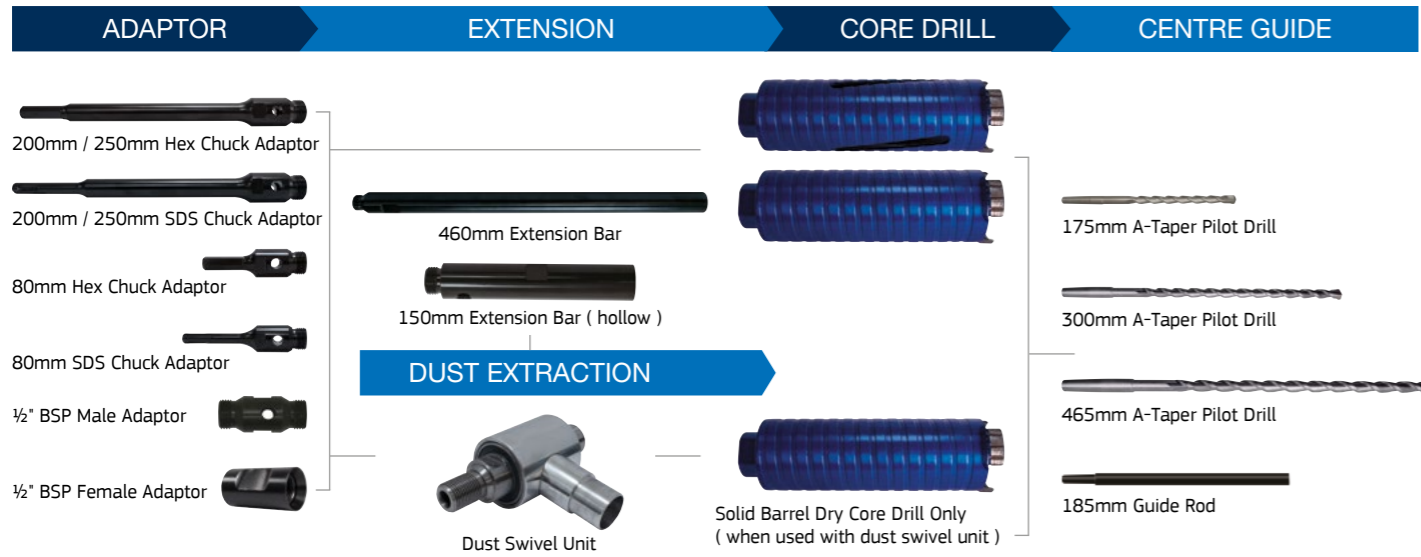 ADAPTOR
EXTENSION
CORE DRILL
CENTRE GUIDE
200mm / 250mm Hex Chuck Adaptor
200mm / 250mm SDS Chuck Adaptor
80mm Hex Chuck Adaptor
80mm SDS Chuck Adaptor
½" BSP Male Adaptor
½" BSP Female Adaptor
460mm Extension Bar
150mm Extension Bar ( hollow )
DUST EXTRACTION
Dust Swivel Unit
Solid Barrel Dry Core Drill Only
( when used with dust swivel unit )
175mm A-Taper Pilot Drill
300mm A-Taper Pilot Drill
465mm A-Taper Pilot Drill
185mm Guide Rod